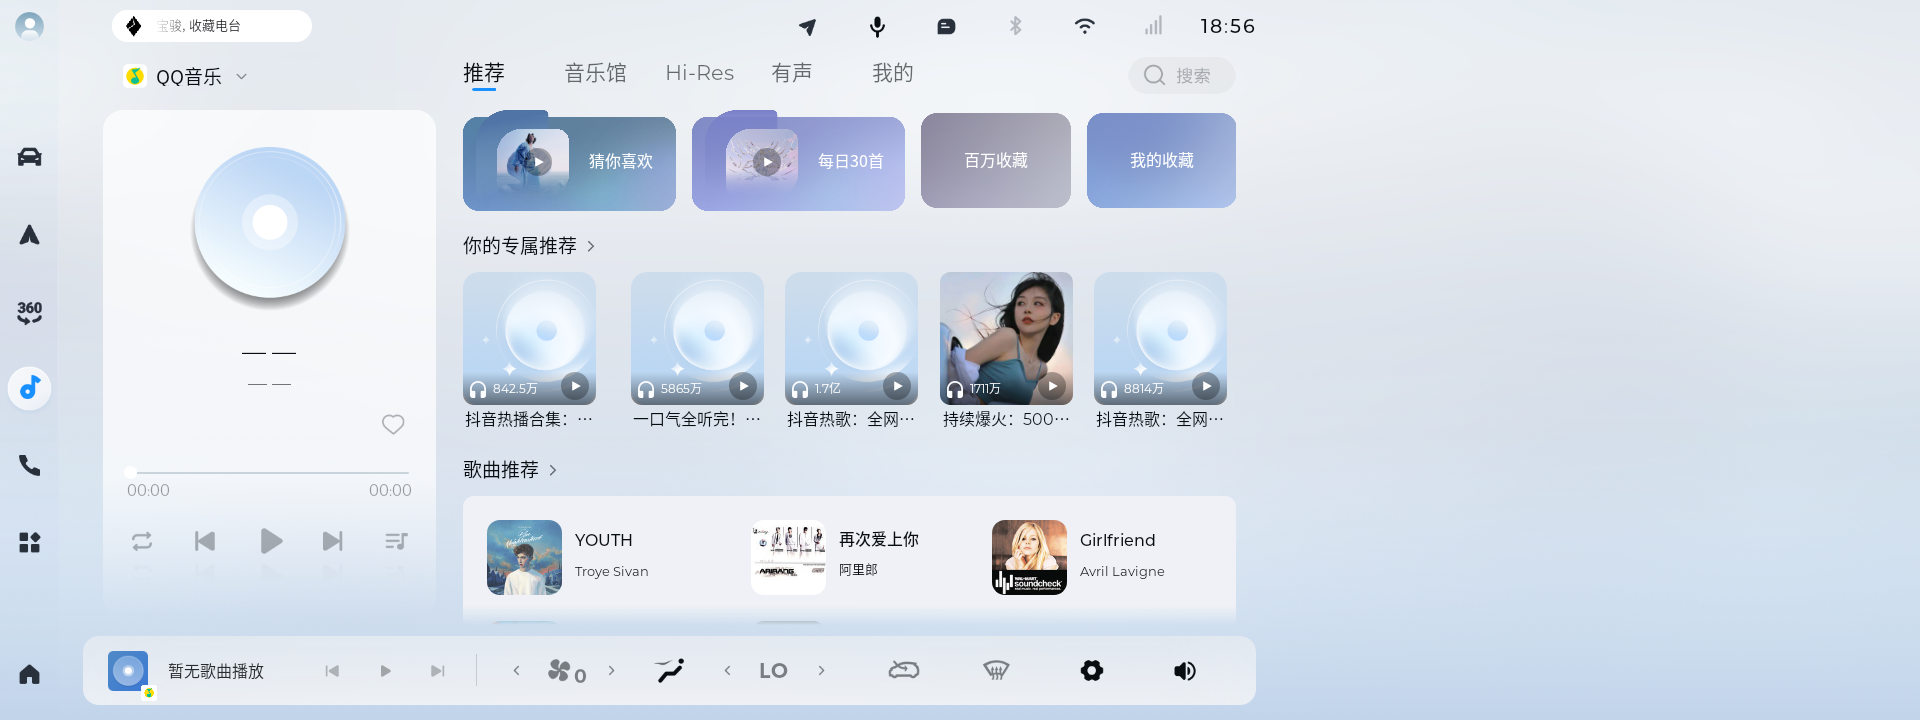 宝骏, 收藏电台
18:56
QQ音乐
推荐
音乐馆
Hi-Res
有声
我的
搜索
猜你喜欢
每日30首
百万收藏
我的收藏
360
你的专属推荐
842.5万
5865万
1.7亿
1711万
8814万
抖音热播合集：…
一口气全听完！…
抖音热歌：全网…
持续爆火：500…
抖音热歌：全网…
— —
— —
00:00
00:00
歌曲推荐
YOUTH
Troye Sivan
再次爱上你
阿里郎
ARIRANG
Girlfriend
Avril Lavigne
soundcheck
暂无歌曲播放
0
LO